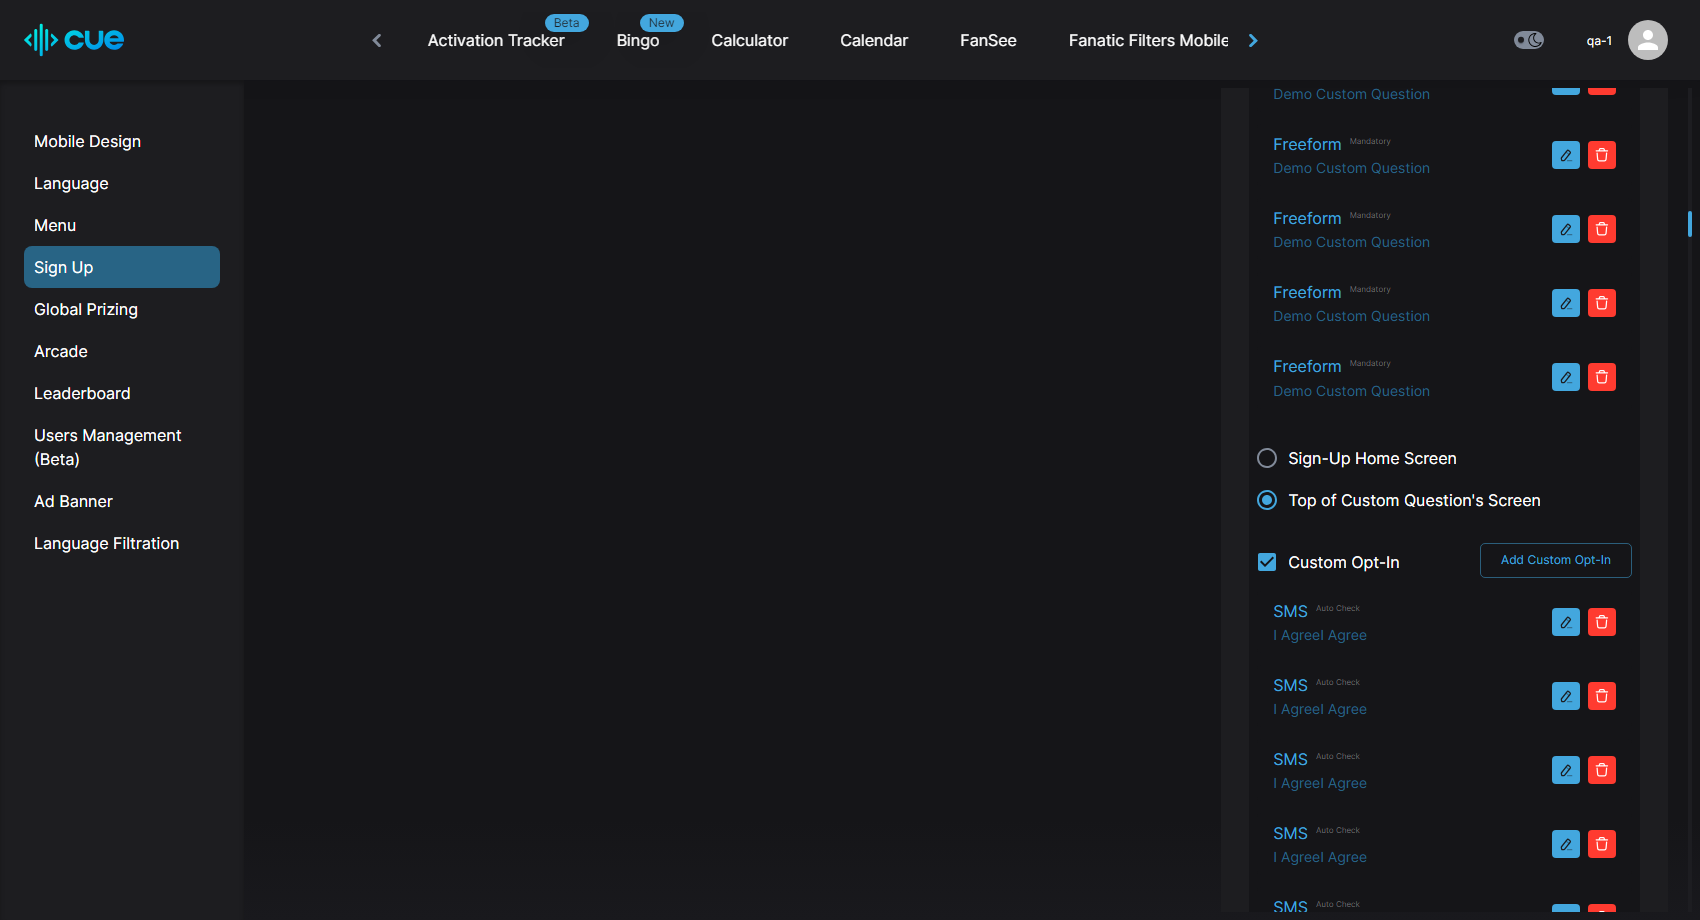 cue
Activation Tracker
Beta
Bingo
New
Calculator
Calendar
FanSee
Fanatic Filters Mobile
qa-1
Mobile Design
Language
Menu
Sign Up
Global Prizing
Arcade
Leaderboard
Users Management
(Beta)
Ad Banner
Language Filtration
Demo Custom Question
Freeform Mandatory
Demo Custom Question
Freeform Mandatory
Demo Custom Question
Freeform Mandatory
Demo Custom Question
Freeform Mandatory
Demo Custom Question
Sign-Up Home Screen
Top of Custom Question's Screen
Custom Opt-In
Add Custom Opt-In
SMS Auto Check
I AgreeI Agree
SMS Auto Check
I AgreeI Agree
SMS Auto Check
I AgreeI Agree
SMS Auto Check
I AgreeI Agree
SMS Auto Check